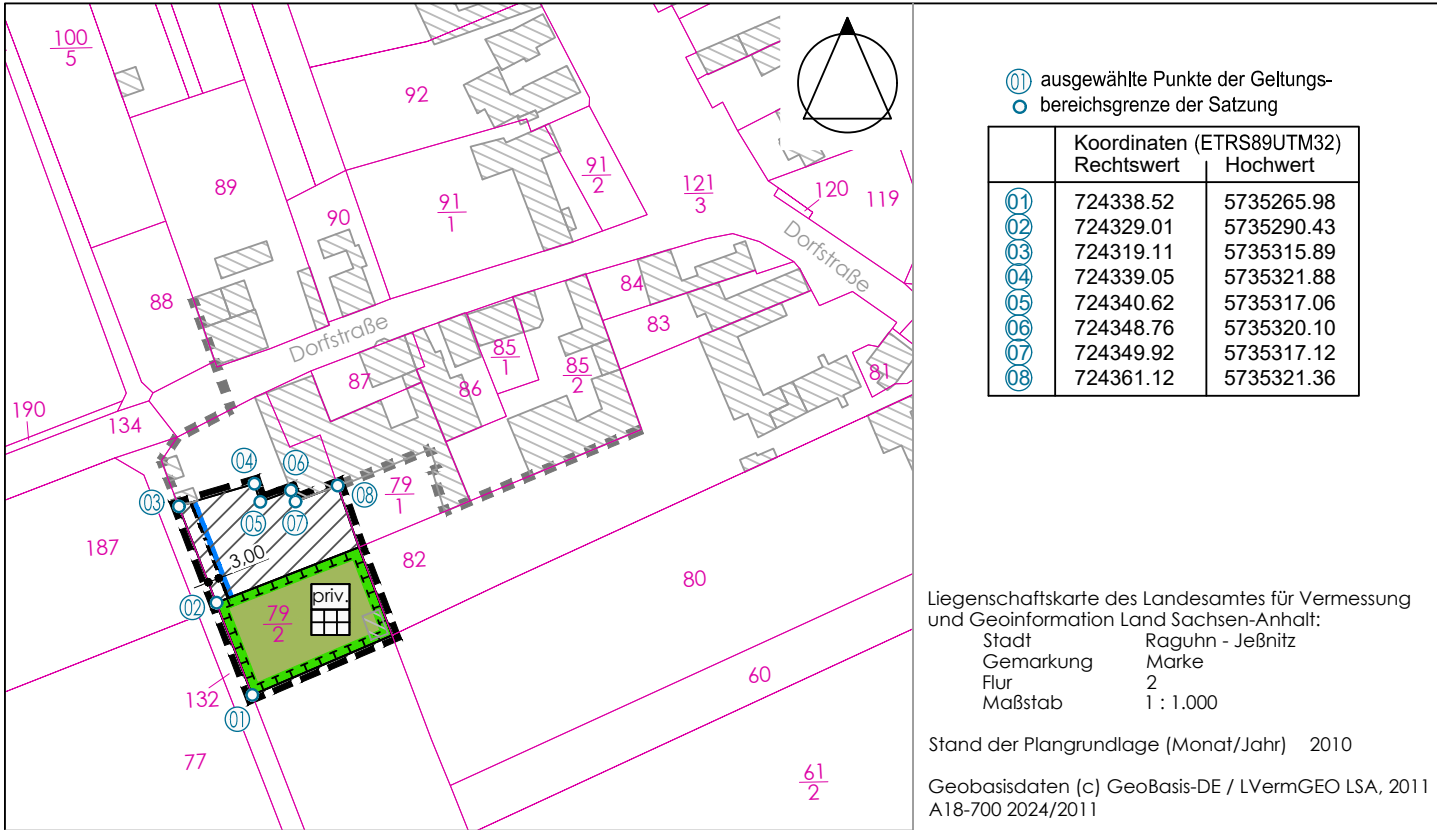 100
5
92
89
91
1
91
2
90
121
3
120
119
Dorfstraße
88
84
83
Dorfstraße
87
85
1
85
2
86
81
190
134
04
06
03
05
07
08
79
1
187
3,00
82
80
priv.
02
79
2
132
60
01
77
61
2
01 ausgewählte Punkte der Geltungs-
bereichsgrenze der Satzung
Koordinaten (ETRS89UTM32)
Rechtswert Hochwert
01 724338.52 5735265.98
02 724329.01 5735290.43
03 724319.11 5735315.89
04 724339.05 5735321.88
05 724340.62 5735317.06
06 724348.76 5735320.10
07 724349.92 5735317.12
08 724361.12 5735321.36
Liegenschaftskarte des Landesamtes für Vermessung
und Geoinformation Land Sachsen-Anhalt:
Stadt Raguhn - Jeßnitz
Gemarkung Marke
Flur 2
Maßstab 1 : 1.000
Stand der Plangrundlage (Monat/Jahr) 2010
Geobasisdaten (c) GeoBasis-DE / LVermGEO LSA, 2011
A18-700 2024/2011